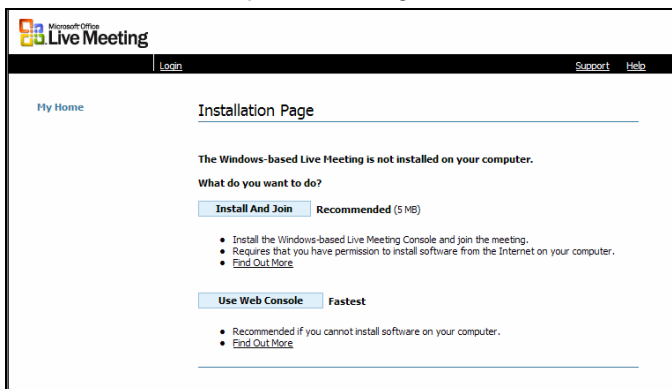 Microsoft Office
Live Meeting
Login Support Help
My Home
Installation Page
The Windows-based Live Meeting is not installed on your computer.
What do you want to do?
Install And Join Recommended (5 MB)
• Install the Windows-based Live Meeting Console and join the meeting.
• Requires that you have permission to install software from the Internet on your computer.
• Find Out More
Use Web Console Fastest
• Recommended if you cannot install software on your computer.
• Find Out More